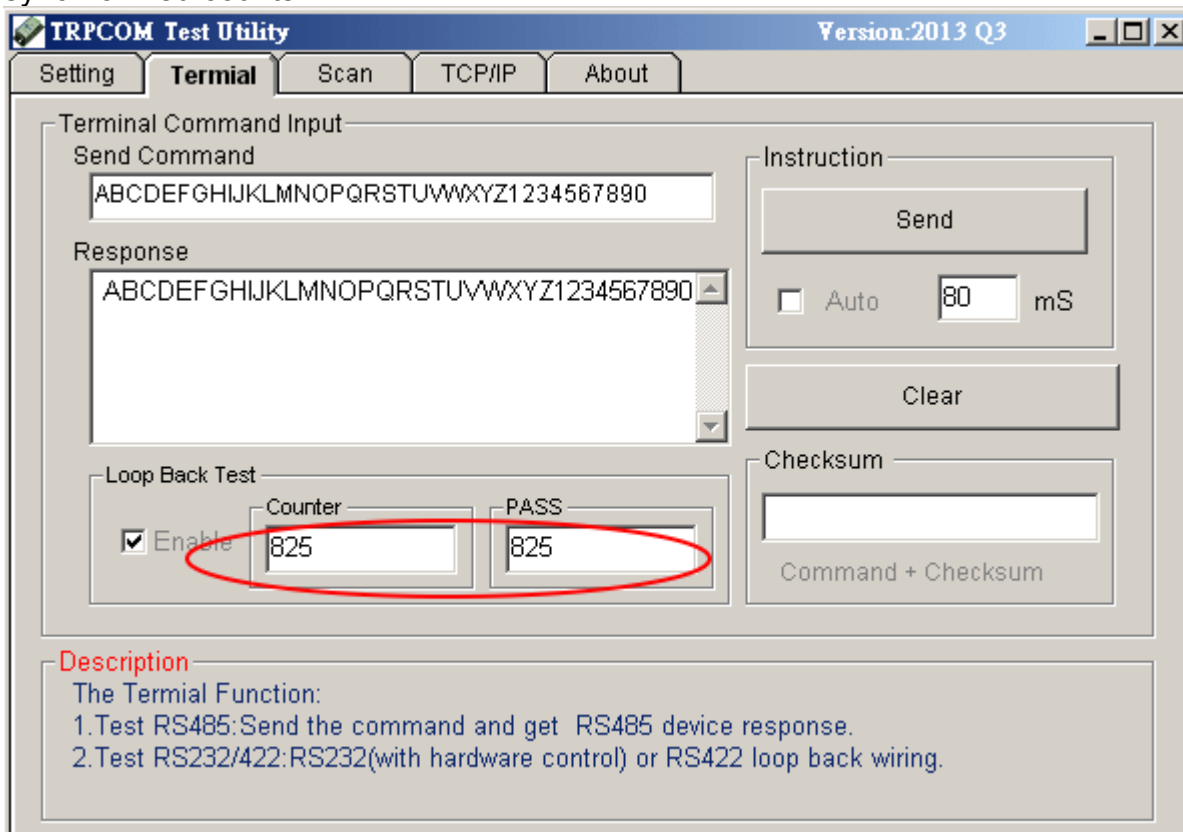 TRPCOM Test Utility Version:2013 Q3
Setting Termial Scan TCP/IP About
Terminal Command Input
Send Command
ABCDEFGHIJKLMNOPQRSTUVWXYZ1234567890
Response
ABCDEFGHIJKLMNOPQRSTUVWXYZ1234567890
Instruction
Send
Auto 80 mS
Clear
Loop Back Test
Enable
Counter
825
PASS
825
Checksum
Command + Checksum
Description
The Termial Function:
1.Test RS485:Send the command and get RS485 device response.
2.Test RS232/422:RS232(with hardware control) or RS422 loop back wiring.